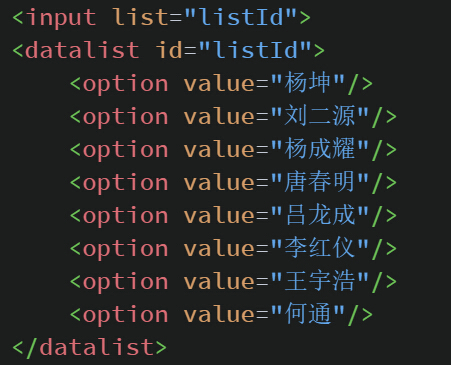 <input list="listId">
<datalist id="listId">
    <option value="杨坤"/>
    <option value="刘二源"/>
    <option value="杨成耀"/>
    <option value="唐春明"/>
    <option value="吕龙成"/>
    <option value="李红仪"/>
    <option value="王宇浩"/>
    <option value="何通"/>
</datalist>